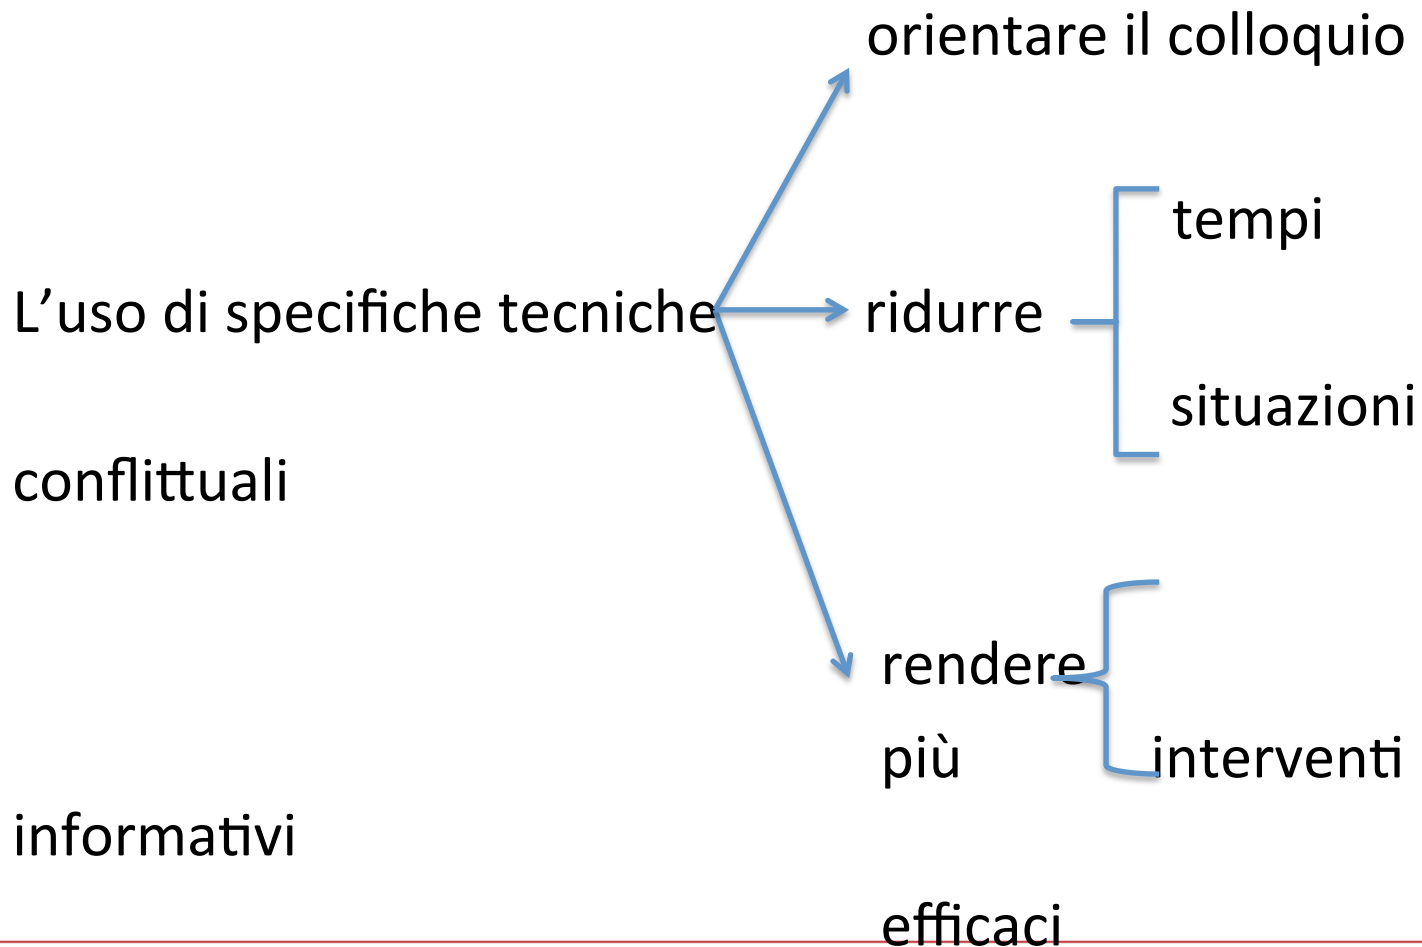 orientare il colloquio
tempi
L’uso di specifiche tecniche ridurre
situazioni
conflittuali
rendere
più interventi
informativi
efficaci